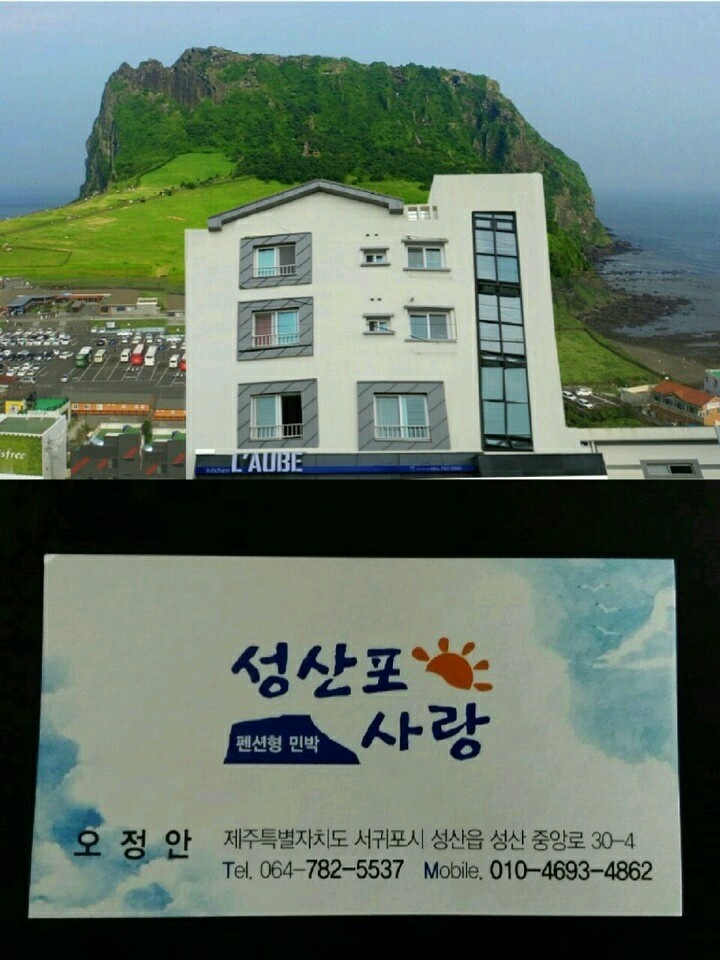 nisfree
kitchen L'AUBE
성산포
사랑
펜션형 민박
오정안
제주특별자치도 서귀포시 성산읍 성산 중앙로 30-4
Tel. 064-782-5537 Mobile. 010-4693-4862